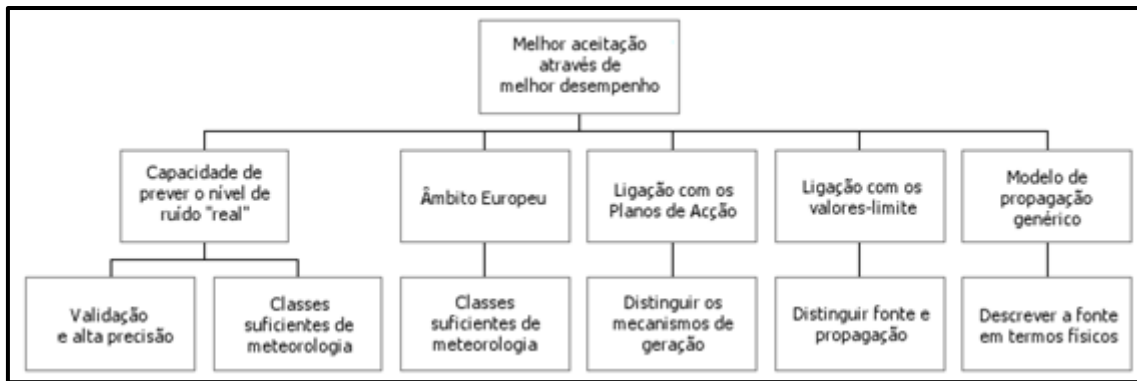 Melhor aceitação
através de
melhor desempenho
Capacidade de
prever o nível de
ruído "real"
Âmbito Europeu
Ligação com os
Planos de Acção
Ligação com os
valores-limite
Modelo de
propagação
genérico
Validação
e alta precisão
Classes
suficientes de
meteorologia
Classes
suficientes de
meteorologia
Distinguir os
mecanismos de
geração
Distinguir fonte e
propagação
Descrever a fonte
em termos físicos